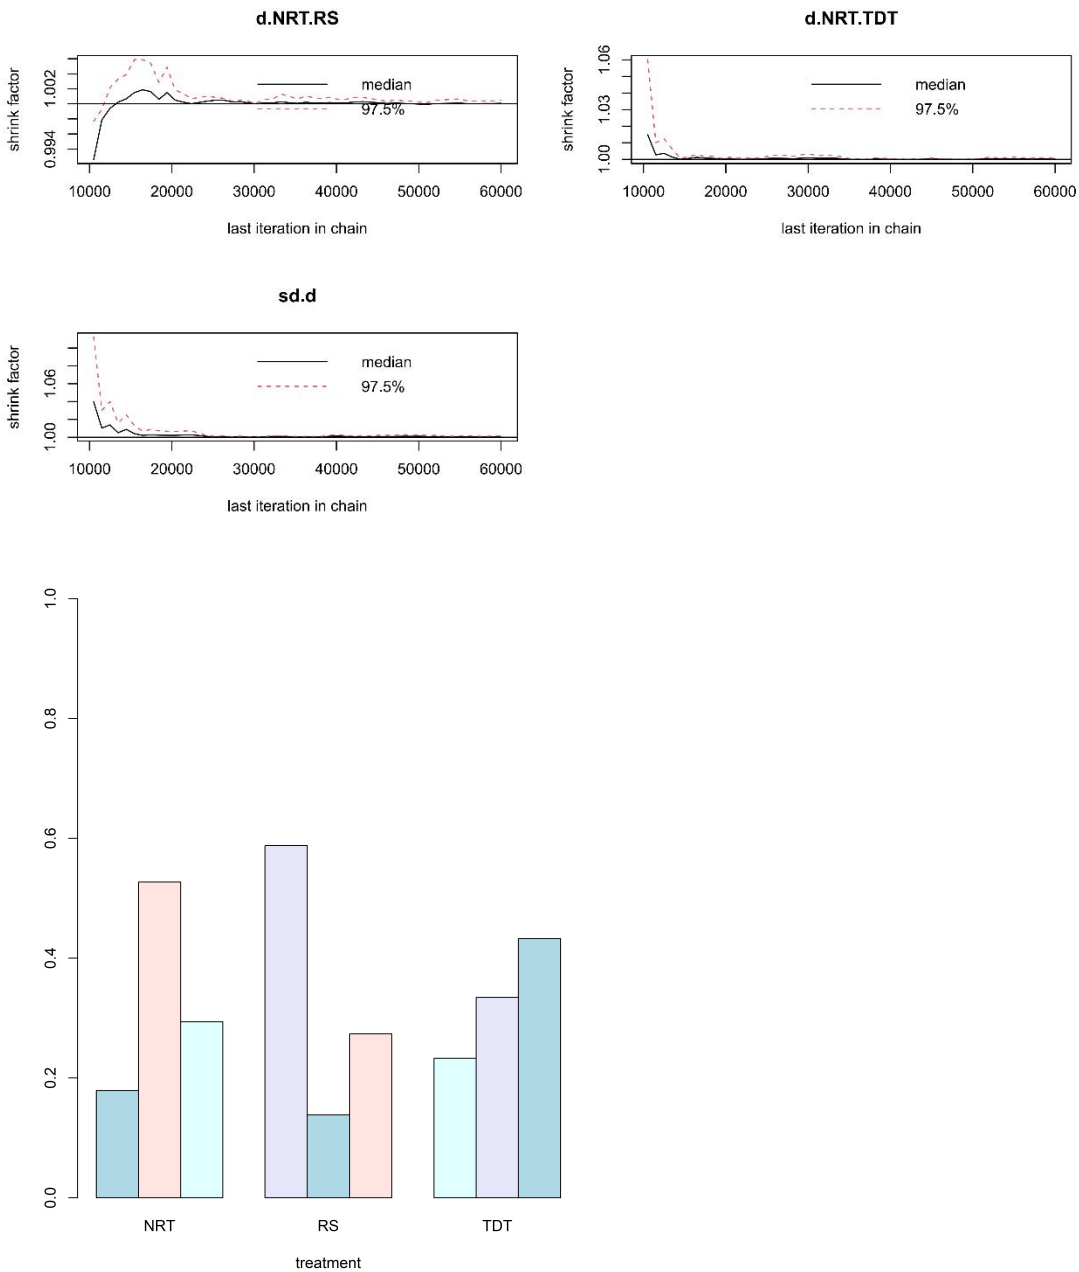 d.NRT.RS
shrink factor
0.994 1.002
median
97.5%
10000 20000 30000 40000 50000 60000
last iteration in chain
d.NRT.TDT
shrink factor
1.00 1.03 1.06
median
97.5%
10000 20000 30000 40000 50000 60000
last iteration in chain
sd.d
shrink factor
1.00 1.06
median
97.5%
10000 20000 30000 40000 50000 60000
last iteration in chain
1.0
0.8
0.6
0.4
0.2
0.0
NRT RS TDT
treatment